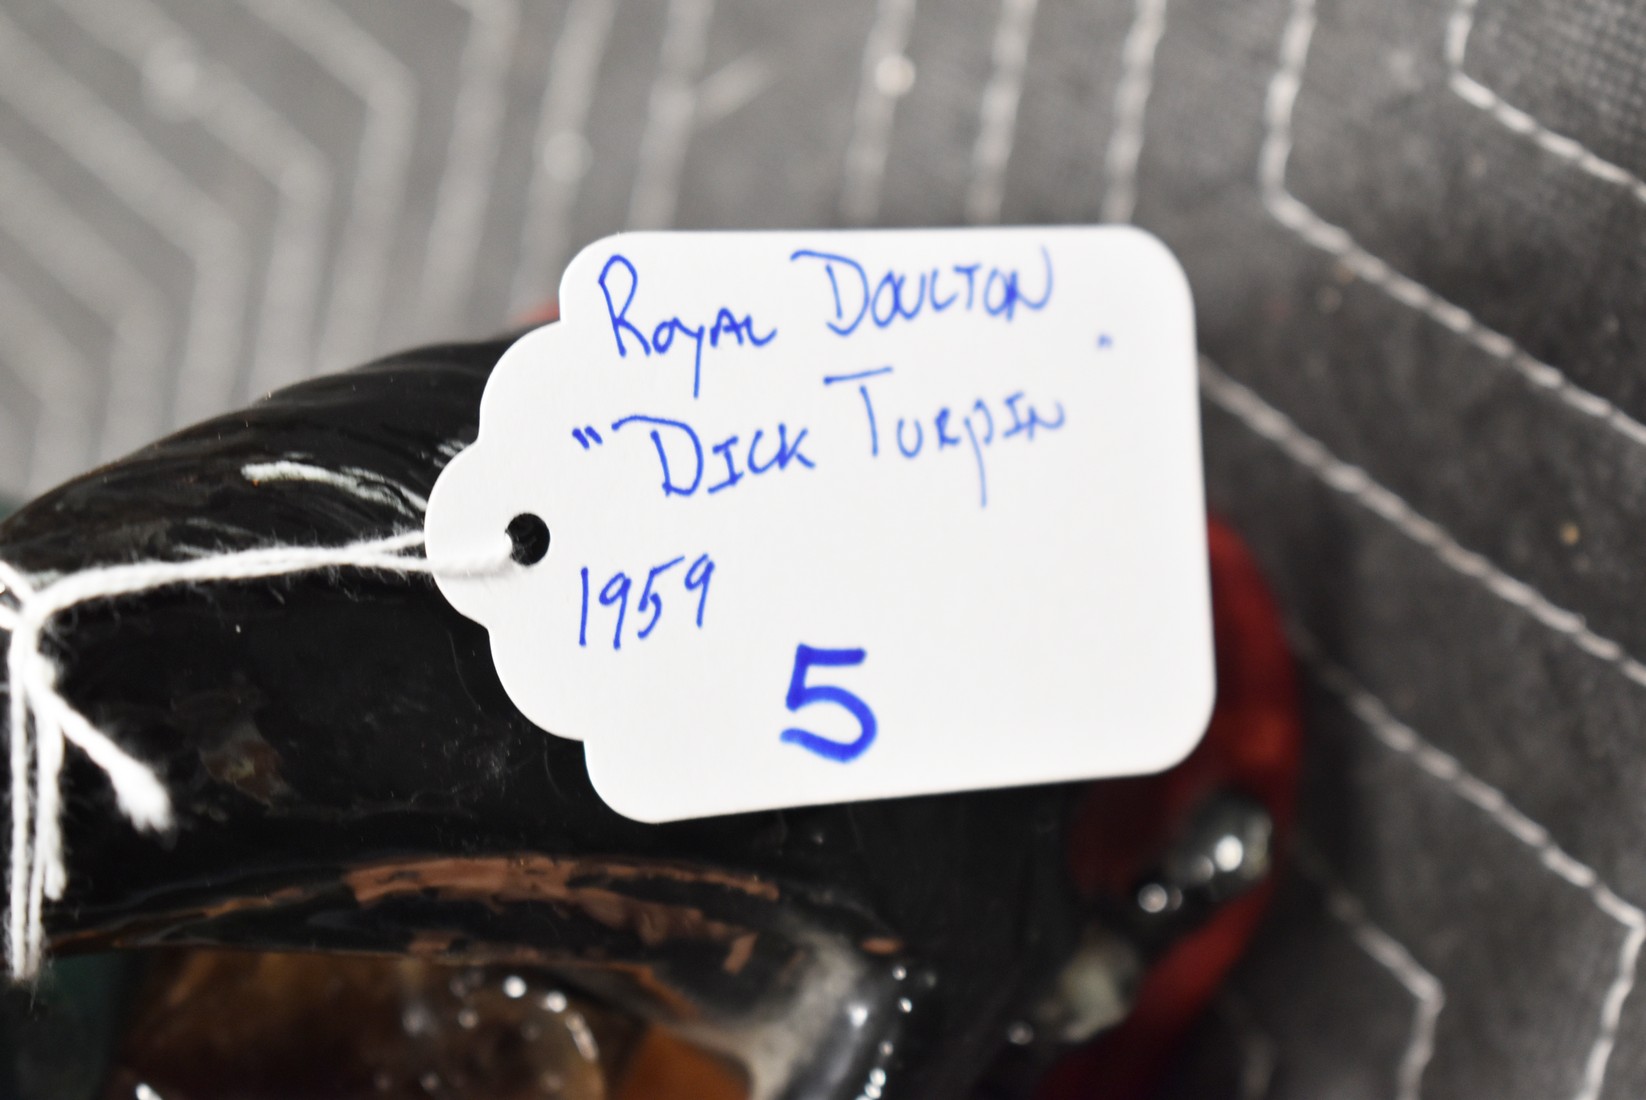 ROYAL DOULTON
"DICK TURPIN
1959
5